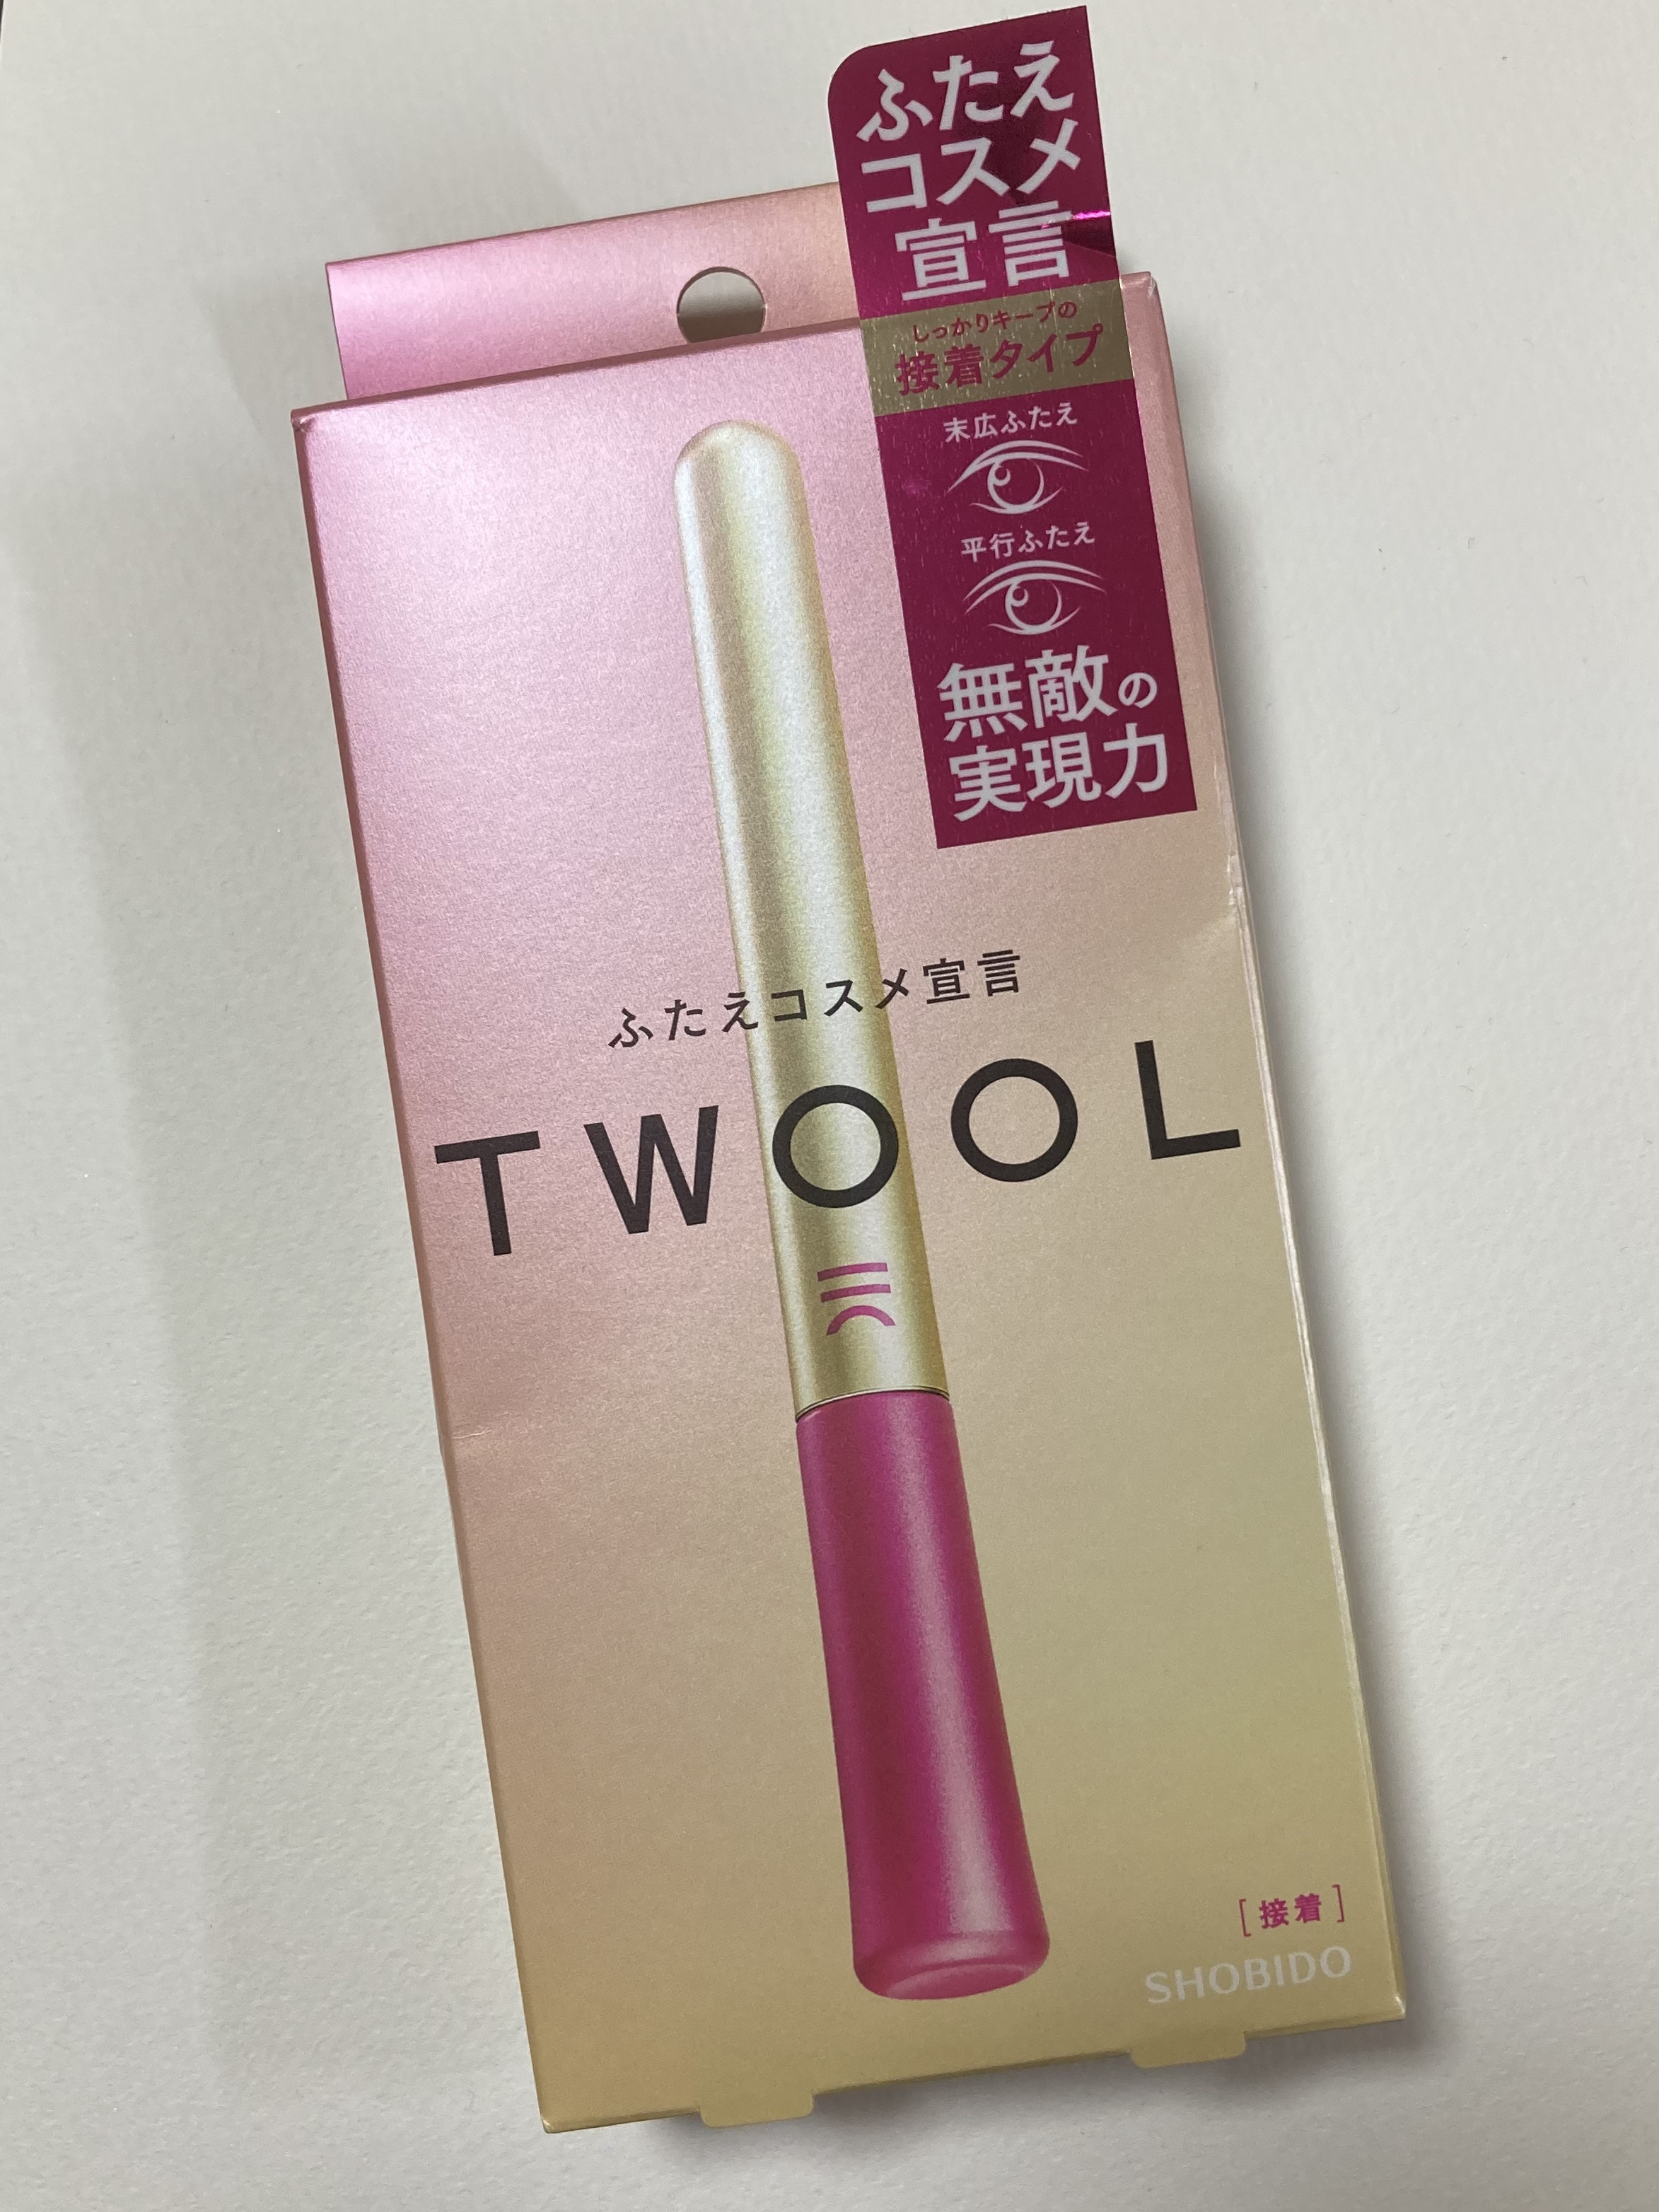 ふたえ
コスメ
宣言
しっかりキープの
接着タイプ
末広ふたえ
平行ふたえ
無敵の
実現力
ふたえコスメ宣言
TWOOL
[接着]
SHOBIDO